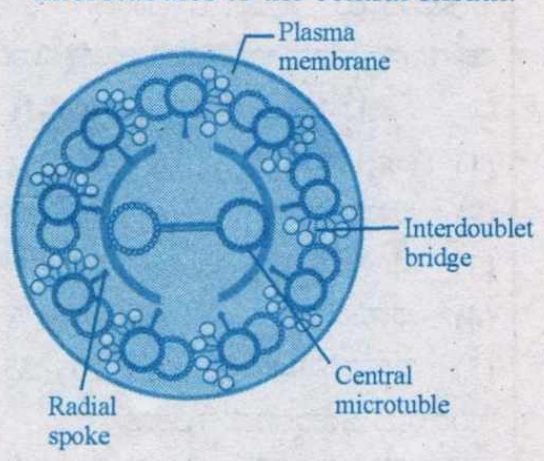 Plasma
membrane
Interdoublet
bridge
Central
microtuble
Radial
spoke